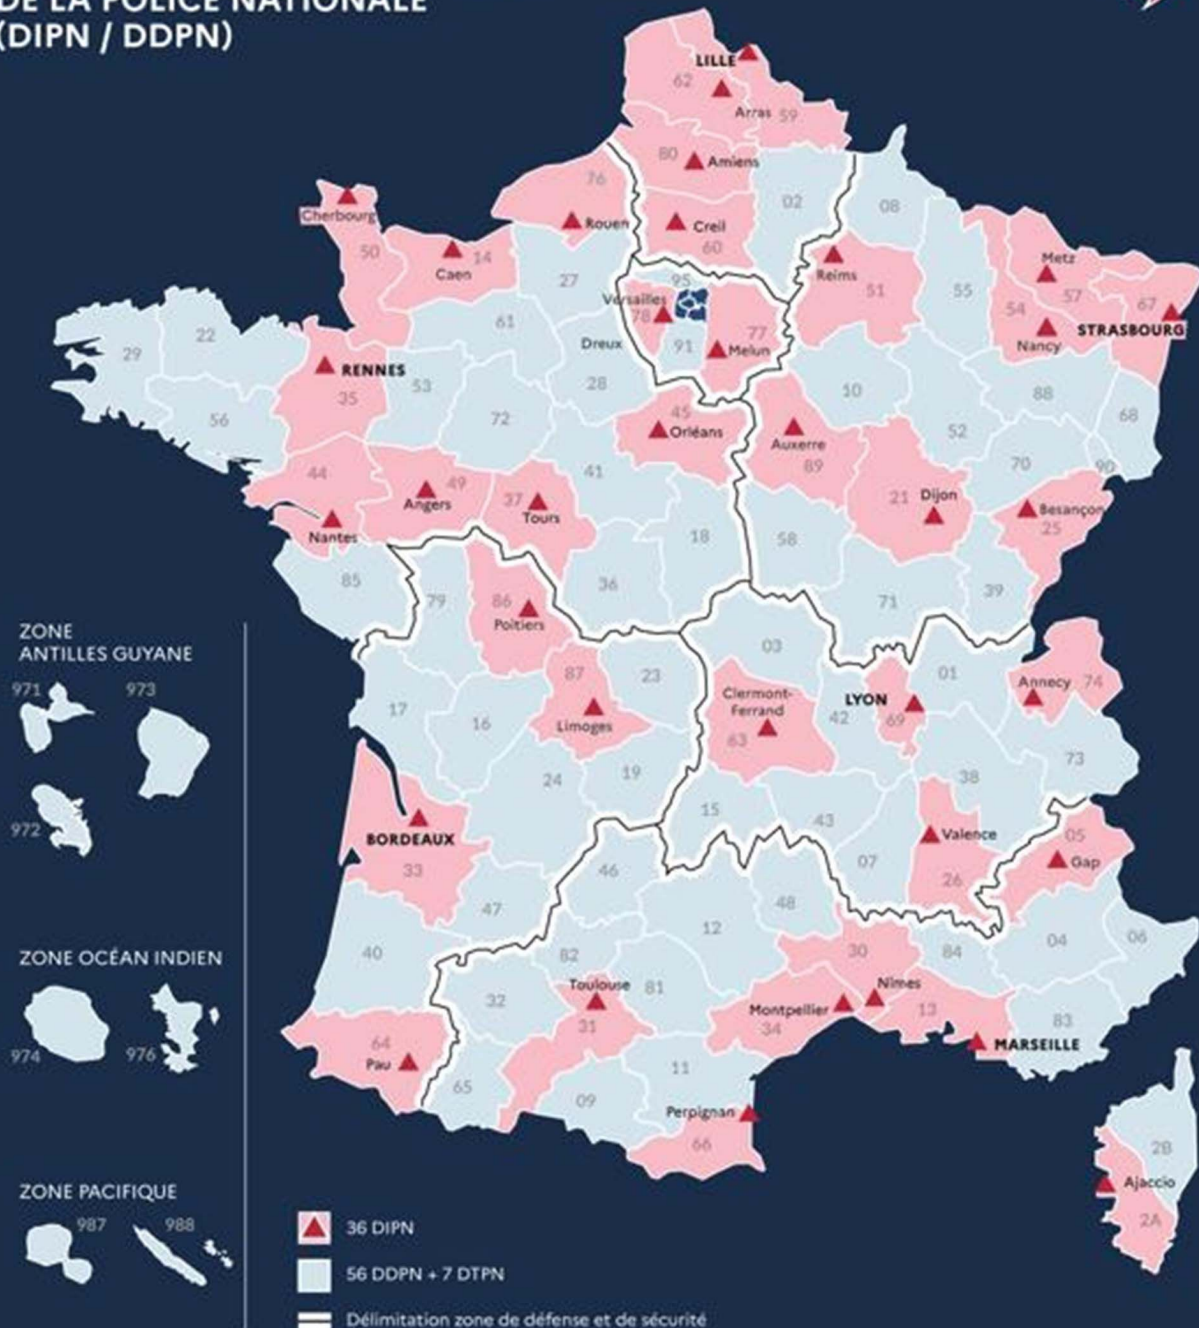 DE LA POLICE NATIONALE
(DIPN / DDPN)
LILLE
62
Arras
59
80
Amiens
76
02
08
Cherbourg
Rouen
Creil
60
50
Caen
14
Reims
Metz
27
95
51
55
54
57
67
Versailles
78
STRASBOURG
22
61
77
Nancy
29
Dreux
91
Melun
RENNES
35
53
28
10
88
56
72
45
Orléans
Auxerre
52
68
41
89
70
90
44
49
Angers
37
Tours
21
Dijon
Besançon
25
Nantes
18
58
85
79
86
36
71
39
Poitiers
ZONE
ANTILLES GUYANE
971
973
972
03
87
23
01
Annecy
74
Clermont-
Ferrand
63
LYON
69
42
17
16
Limoges
24
19
38
73
15
43
BORDEAUX
33
Valence
26
05
Gap
07
46
48
47
12
40
82
30
84
04
06
ZONE OCÉAN INDIEN
974
976
32
Toulouse
31
81
Nîmes
Montpellier
34
13
MARSEILLE
83
64
Pau
65
09
11
Perpignan
66
2B
Ajaccio
2A
ZONE PACIFIQUE
987
988
36 DIPN
56 DDPN + 7 DTPN
Délimitation zone de défense et de sécurité